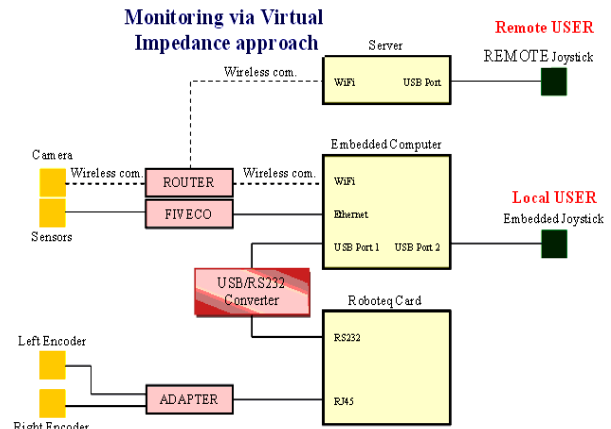 Monitoring via Virtual
Impedance approach
Remote USER
Server
REMOTE Joystick
Wireless com.
WiFi
USB Port
Camera
Embedded Computer
Wireless com.
ROUTER
Wireless com.
WiFi
Local USER
FIVECO
Ethernet
Embedded Joystick
Sensors
USB Port 1
USB Port 2
USB/RS232
Converter
Roboteq Card
RS232
Left Encoder
ADAPTER
RJ45
Right Encoder